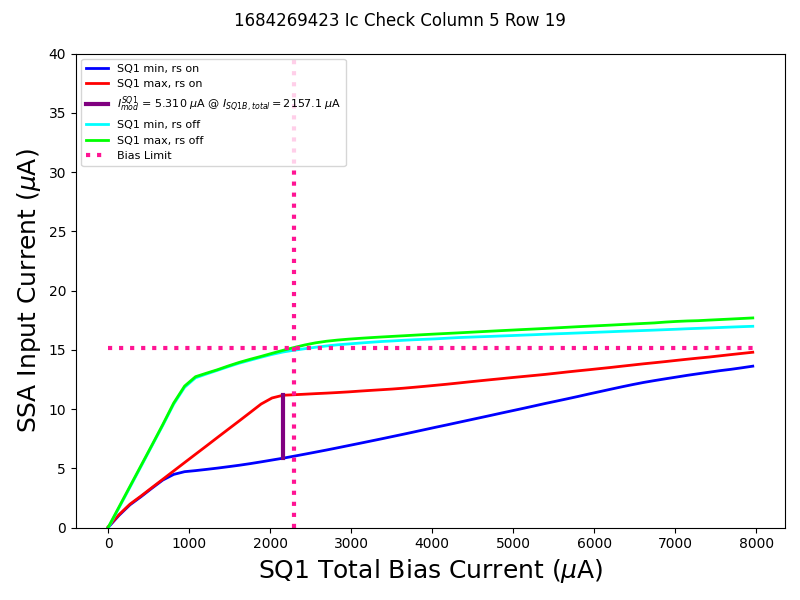 1684269423 Ic Check Column 5 Row 19
SQ1 min, rs on
SQ1 max, rs on
I_{mod}^{SQ1} = 5.310 μA @ I_{SQ1B, total} = 2157.1 μA
SQ1 min, rs off
SQ1 max, rs off
Bias Limit
40
35
30
25
20
15
10
5
0
SSA Input Current (μA)
0 1000 2000 3000 4000 5000 6000 7000 8000
SQ1 Total Bias Current (μA)